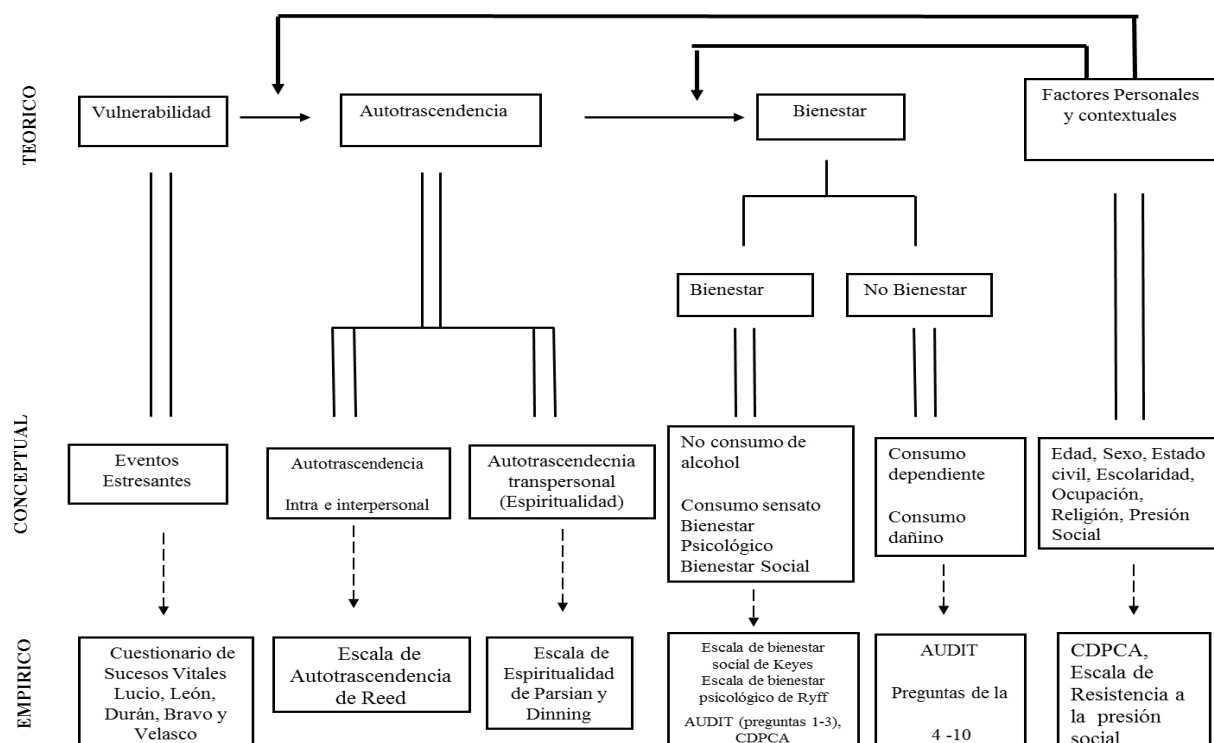 TEORICO
Vulnerabilidad
Autotrascendencia
Bienestar
Factores Personales
y contextuales
Bienestar
No Bienestar
CONCEPTUAL
Eventos
Estresantes
Autotrascendencia
Intra e interpersonal
Autotrascendecnia
transpersonal
(Espiritualidad)
No consumo de
alcohol
Consumo sensato
Bienestar
Psicológico
Bienestar Social
Consumo
dependiente
Consumo
dañino
Edad, Sexo, Estado
civil, Escolaridad,
Ocupación,
Religión, Presión
Social
EMPIRICO
Cuestionario de
Sucesos Vitales
Lucio, León,
Durán, Bravo y
Velasco
Escala de
Autotrascendencia
de Reed
Escala de
Espiritualidad
de Parsian y
Dinning
Escala de bienestar
social de Keyes
Escala de bienestar
psicológico de Ryff
AUDIT (preguntas 1-3),
CDPCA
AUDIT
Preguntas de la
4 -10
CDPCA,
Escala de
Resistencia a
la presión
social